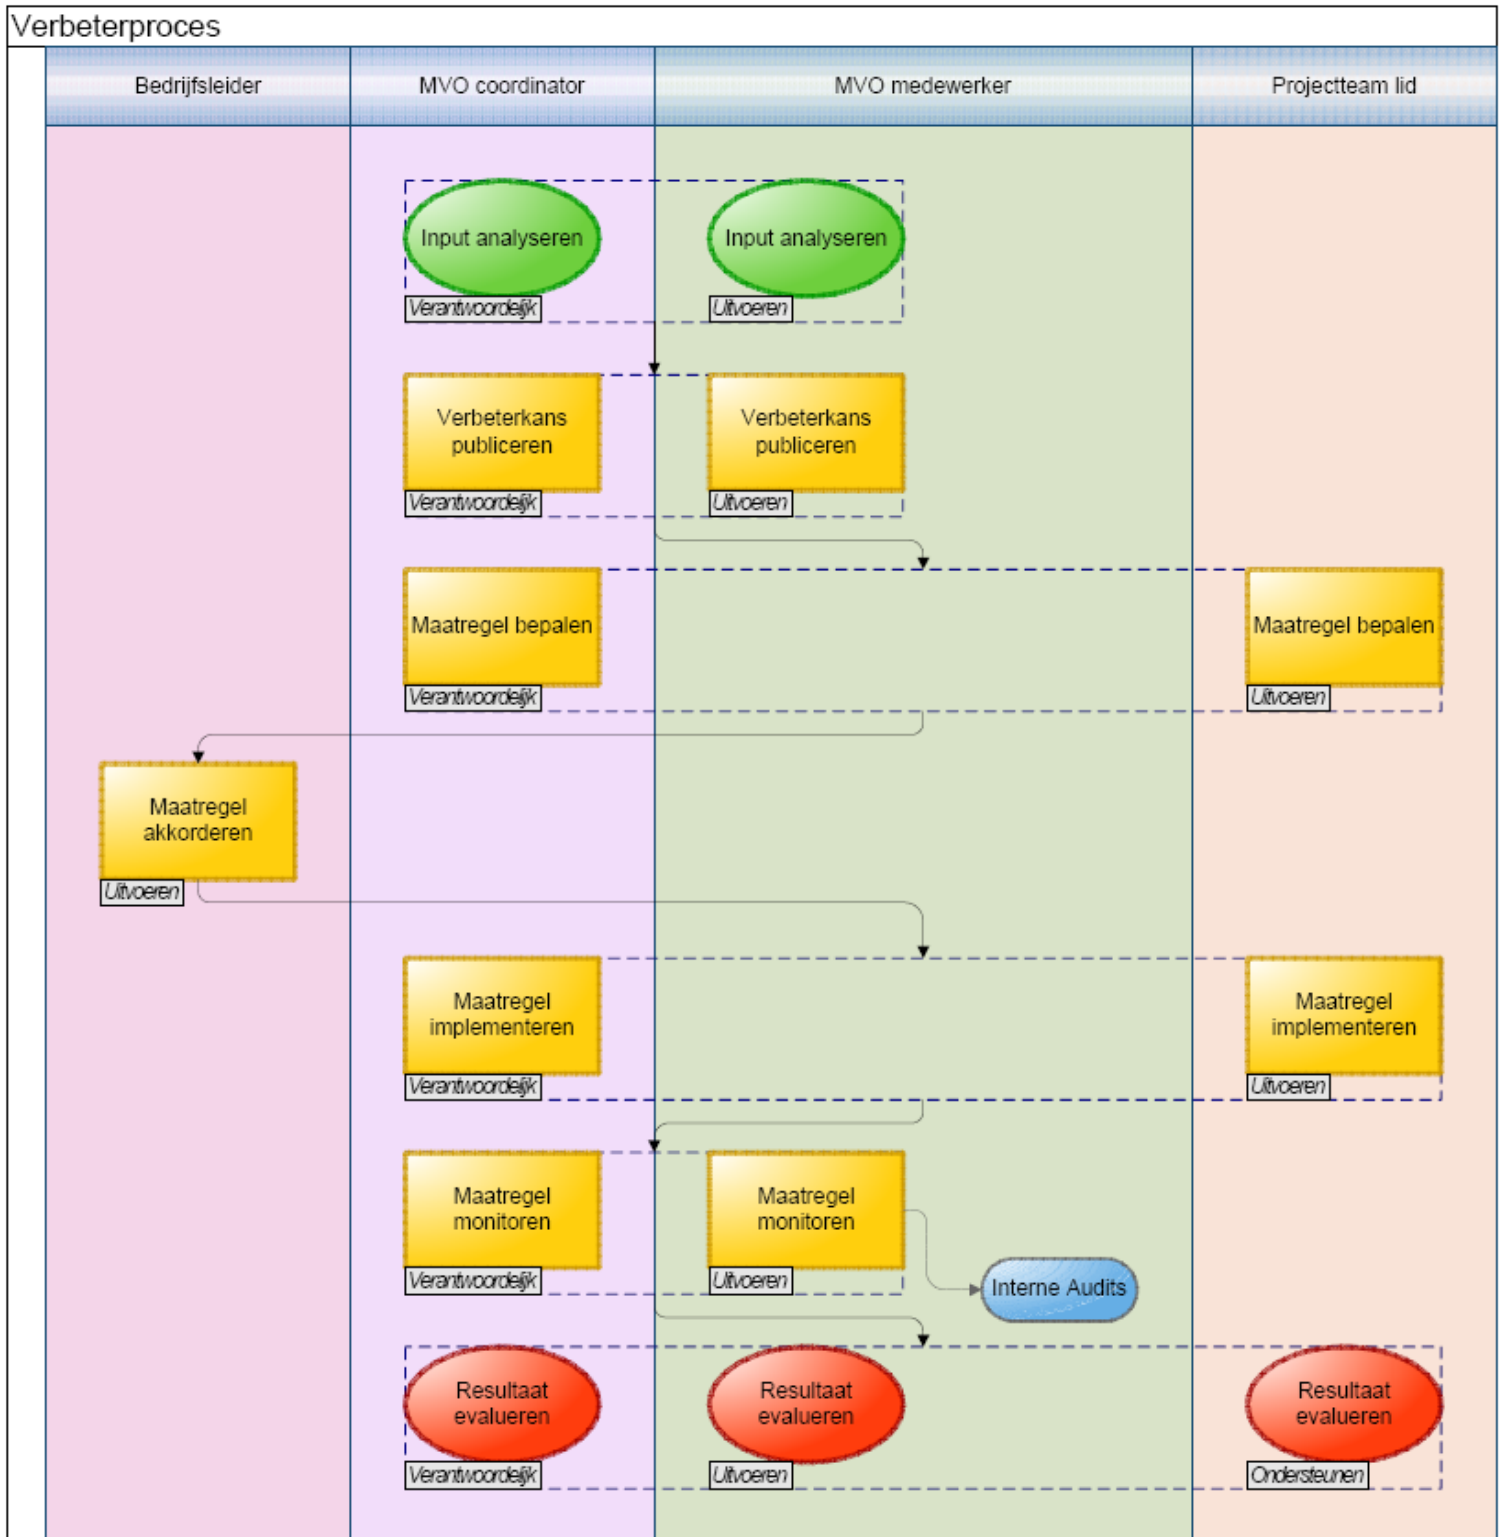 Verbeterproces
Bedrijfsleider
MVO coordinator
MVO medewerker
Projectteam lid
Input analyseren
Input analyseren
Verantwoordelijk
Uitvoeren
Verbeterkans
publiceren
Verbeterkans
publiceren
Verantwoordelijk
Uitvoeren
Maatregel bepalen
Maatregel bepalen
Verantwoordelijk
Uitvoeren
Maatregel
akkorderen
Uitvoeren
Maatregel
implementeren
Maatregel
implementeren
Verantwoordelijk
Uitvoeren
Maatregel
monitoren
Maatregel
monitoren
Verantwoordelijk
Uitvoeren
Interne Audits
Resultaat
evalueren
Resultaat
evalueren
Resultaat
evalueren
Verantwoordelijk
Uitvoeren
Ondersteunen